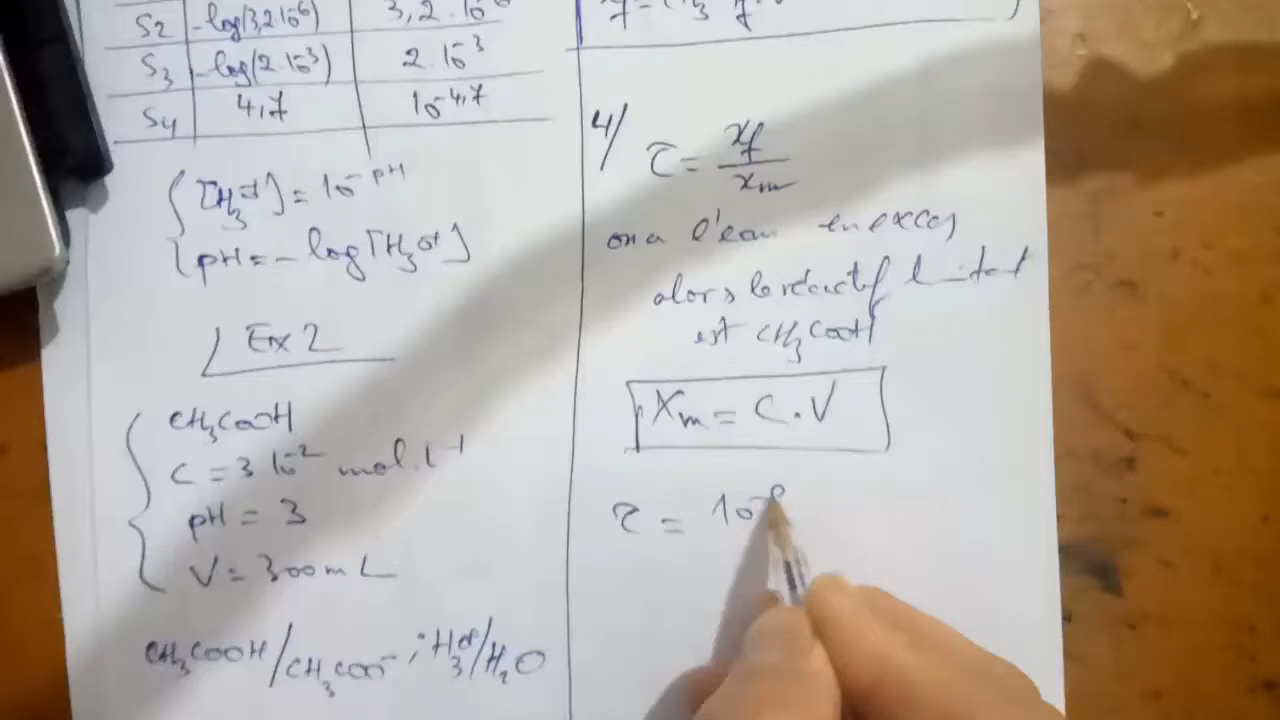 S2 -log(3,2.10⁻⁶) 3,2.10⁻⁶
S3 -log(2.10⁻³) 2.10⁻³
S4 4,7 10⁻⁴,⁷
[H₃O⁺] = 10⁻ᵖᴴ
pH = - log [H₃O⁺]
Ex 2
CH₃COOH
C = 3 10⁻² mol.L⁻¹
pH = 3
V = 300 mL
CH₃COOH/CH₃COO⁻ ; H₃O⁺/H₂O
4/ τ = xf/xm
on a l'eau en exces
alors le réactif limitant
est CH₃COOH
Xm = C.V
τ = 10⁻ᵖ